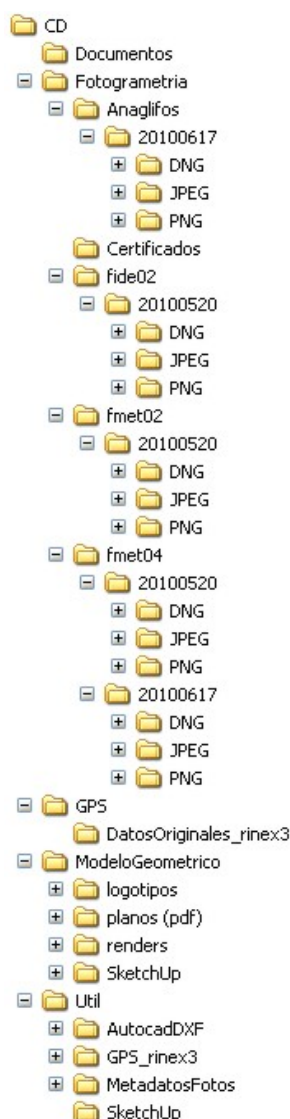 CD
Documentos
Fotogrametria
Anaglifos
20100617
DNG
JPEG
PNG
Certificados
fide02
20100520
DNG
JPEG
PNG
fmet02
20100520
DNG
JPEG
PNG
fmet04
20100520
DNG
JPEG
PNG
20100617
DNG
JPEG
PNG
GPS
DatosOriginales_rinex3
ModeloGeometrico
logotipos
planos (pdf)
renders
SketchUp
Util
AutocadDXF
GPS_rinex3
MetadatosFotos
SketchUp